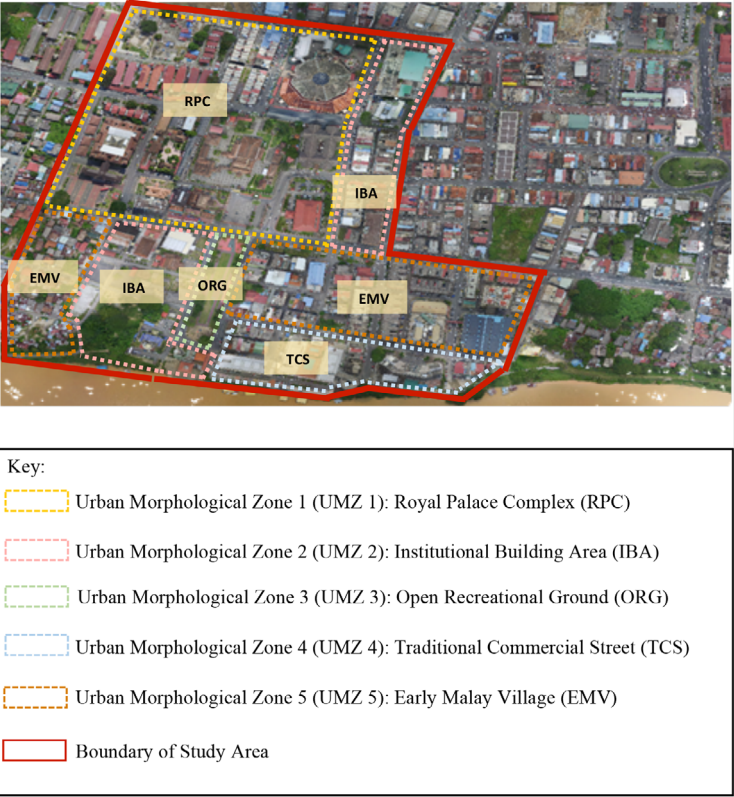 RPC
IBA
EMV
IBA
ORG
EMV
TCS
Key:
Urban Morphological Zone 1 (UMZ 1): Royal Palace Complex (RPC)
Urban Morphological Zone 2 (UMZ 2): Institutional Building Area (IBA)
Urban Morphological Zone 3 (UMZ 3): Open Recreational Ground (ORG)
Urban Morphological Zone 4 (UMZ 4): Traditional Commercial Street (TCS)
Urban Morphological Zone 5 (UMZ 5): Early Malay Village (EMV)
Boundary of Study Area